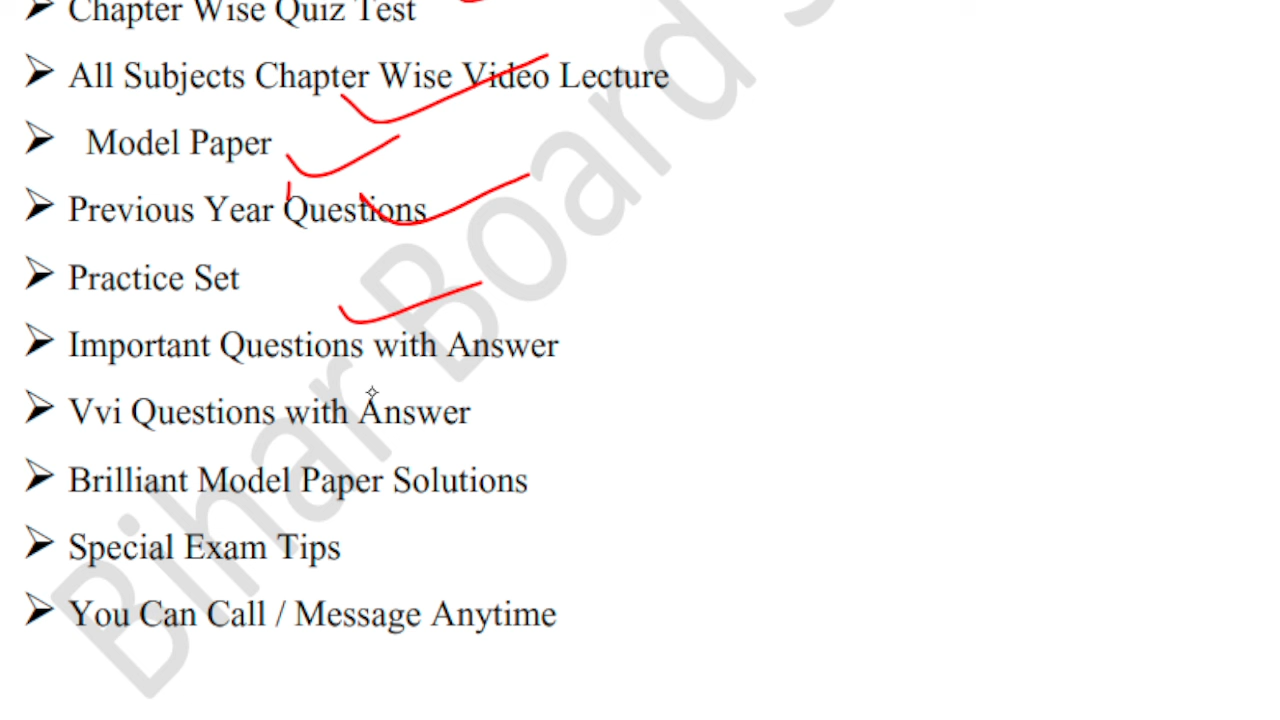 Chapter Wise Quiz Test
All Subjects Chapter Wise Video Lecture
Model Paper
Previous Year Questions
Practice Set
Important Questions with Answer
Vvi Questions with Answer
Brilliant Model Paper Solutions
Special Exam Tips
You Can Call / Message Anytime
Bihar Board